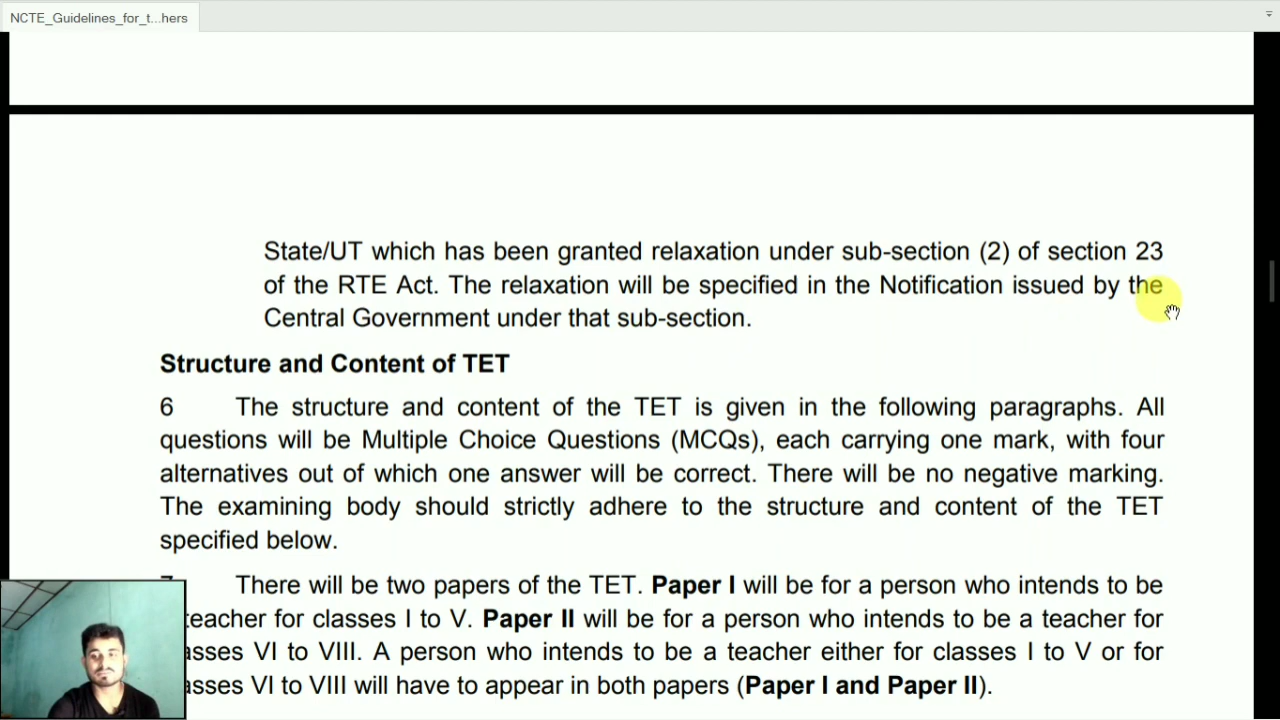 NCTE_Guidelines_for_t...hers
State/UT which has been granted relaxation under sub-section (2) of section 23
of the RTE Act. The relaxation will be specified in the Notification issued by the
Central Government under that sub-section.
Structure and Content of TET
6 The structure and content of the TET is given in the following paragraphs. All
questions will be Multiple Choice Questions (MCQs), each carrying one mark, with four
alternatives out of which one answer will be correct. There will be no negative marking.
The examining body should strictly adhere to the structure and content of the TET
specified below.
There will be two papers of the TET. Paper I will be for a person who intends to be
teacher for classes I to V. Paper II will be for a person who intends to be a teacher for
asses VI to VIII. A person who intends to be a teacher either for classes I to V or for
asses VI to VIII will have to appear in both papers (Paper I and Paper II).